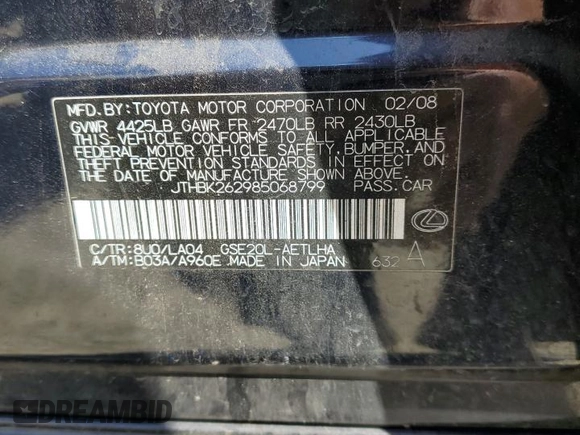 MFD. BY: TOYOTA MOTOR CORPORATION 02/08
GVWR 4425LB GAWR FR 2470LB RR 2430LB
THIS VEHICLE CONFORMS TO ALL APPLICABLE
FEDERAL MOTOR VEHICLE SAFETY, BUMPER, AND
THEFT PREVENTION STANDARDS IN EFFECT ON
THE DATE OF MANUFACTURE SHOWN ABOVE.
JTHBK262985068799 PASS. CAR
C/TR: 8U0/LA04 GSE20L-AETLHA
A/TM: B03A/A960E MADE IN JAPAN 632 A
DREAMBID